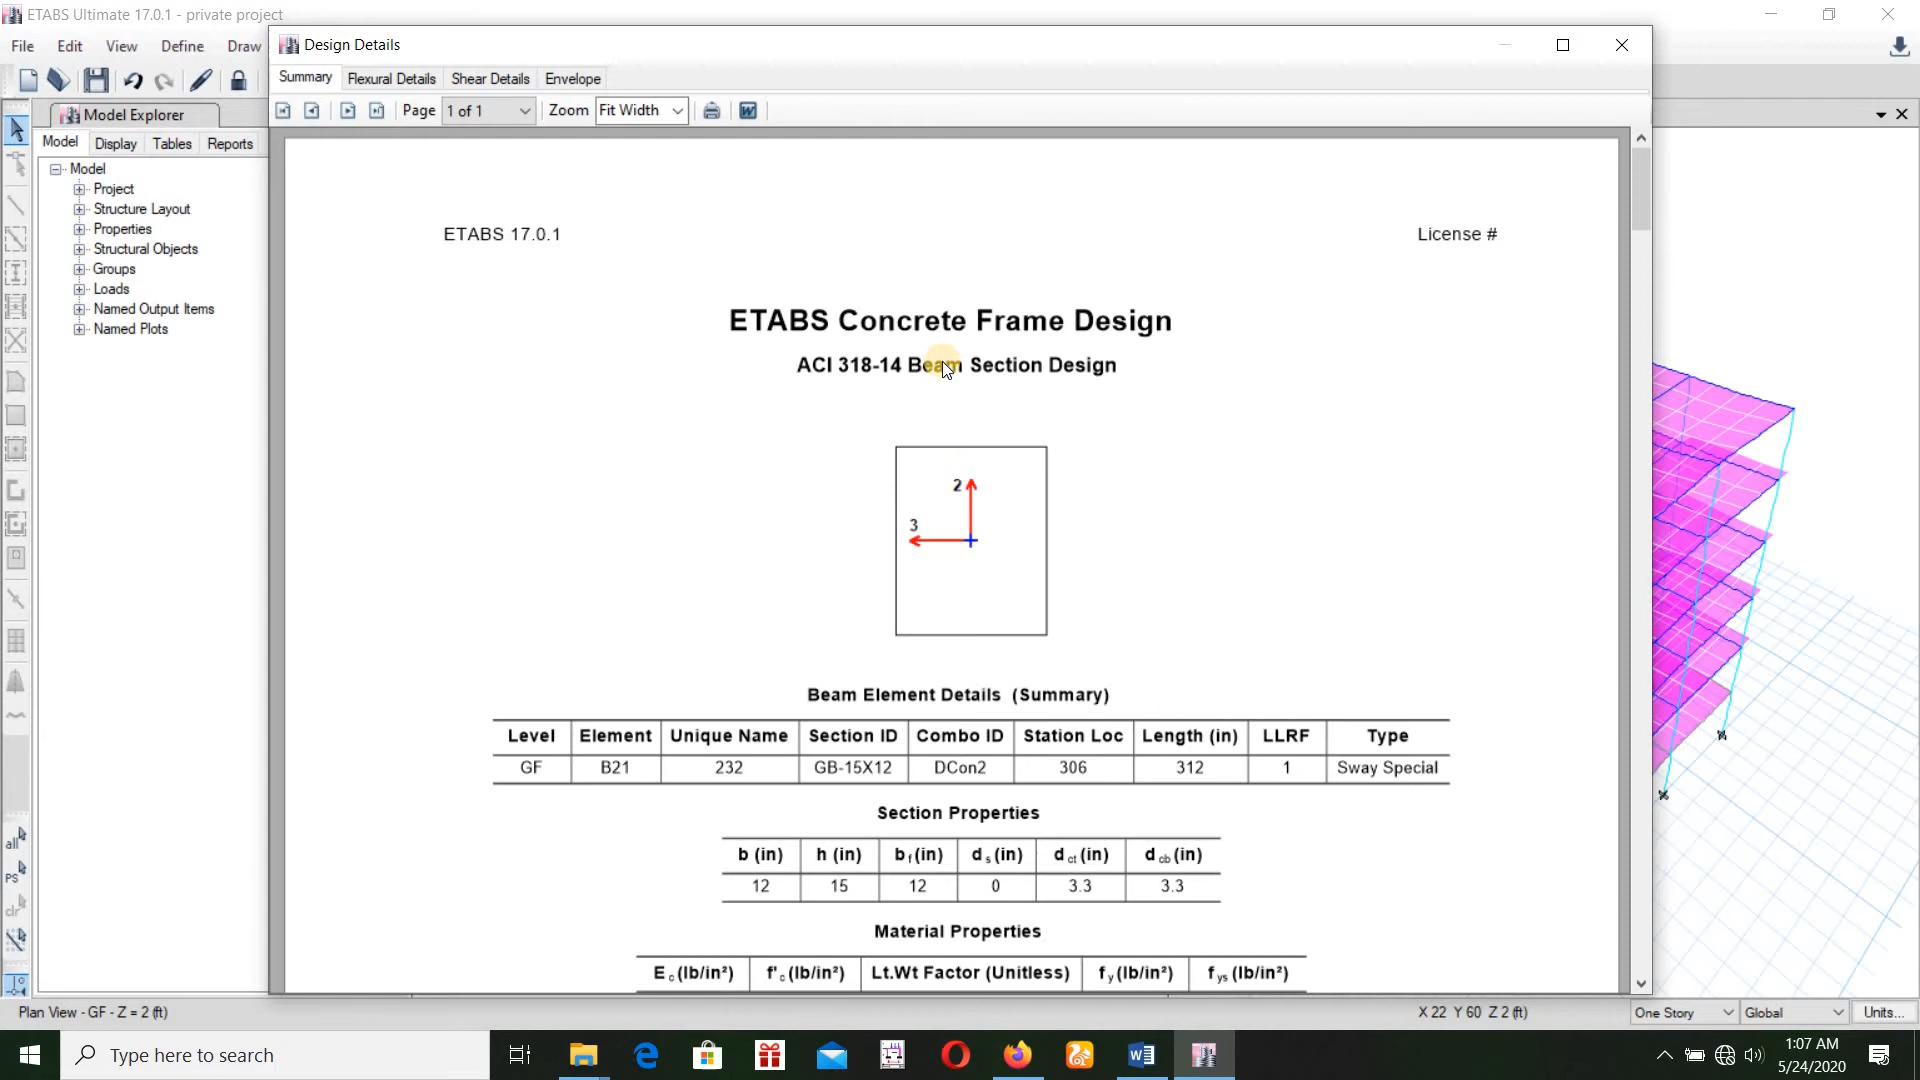 ETABS Ultimate 17.0.1 - private project
File Edit View Define Draw
Design Details
Summary Flexural Details Shear Details Envelope
Page 1 of 1 Zoom Fit Width
Model Explorer
Model Display Tables Reports
Model
Project
Structure Layout
Properties
Structural Objects
Groups
Loads
Named Output Items
Named Plots
all
PS
clr
ETABS 17.0.1 License #
ETABS Concrete Frame Design
ACI 318-14 Beam Section Design
2
3
Beam Element Details (Summary)
Level Element Unique Name Section ID Combo ID Station Loc Length (in) LLRF Type
GF B21 232 GB-15X12 DCon2 306 312 1 Sway Special
Section Properties
b (in) h (in) bf (in) ds (in) dct (in) dcb (in)
12 15 12 0 3.3 3.3
Material Properties
Ec (lb/in²) f'c (lb/in²) Lt.Wt Factor (Unitless) fy (lb/in²) fys (lb/in²)
Plan View - GF - Z = 2 (ft) X 22 Y 60 Z 2 (ft) One Story Global Units...
Type here to search
1:07 AM
5/24/2020